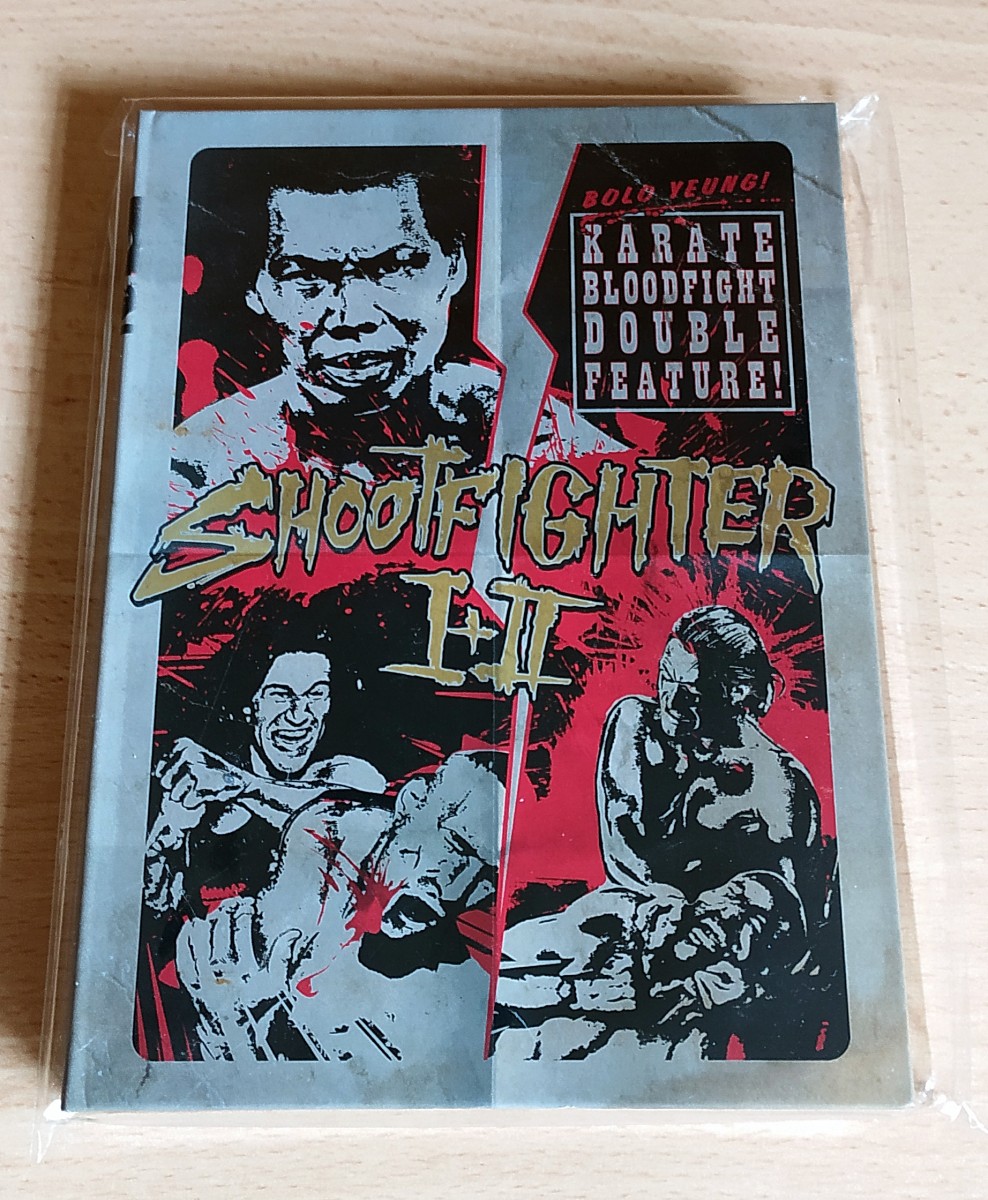 BOLO YEUNG!
KARATE
BLOODFIGHT
DOUBLE
FEATURE!
SHOOTFIGHTER
I+II